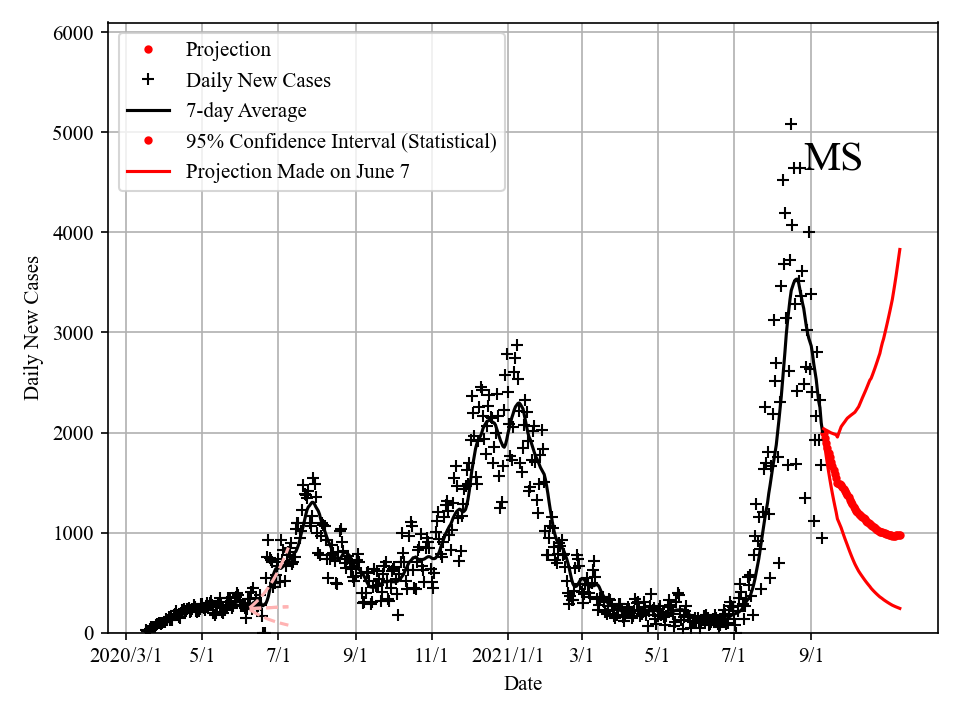 6000
5000
4000
3000
2000
1000
0
Daily New Cases
Projection
Daily New Cases
7-day Average
95% Confidence Interval (Statistical)
Projection Made on June 7
MS
2020/3/1 5/1 7/1 9/1 11/1 2021/1/1 3/1 5/1 7/1 9/1
Date